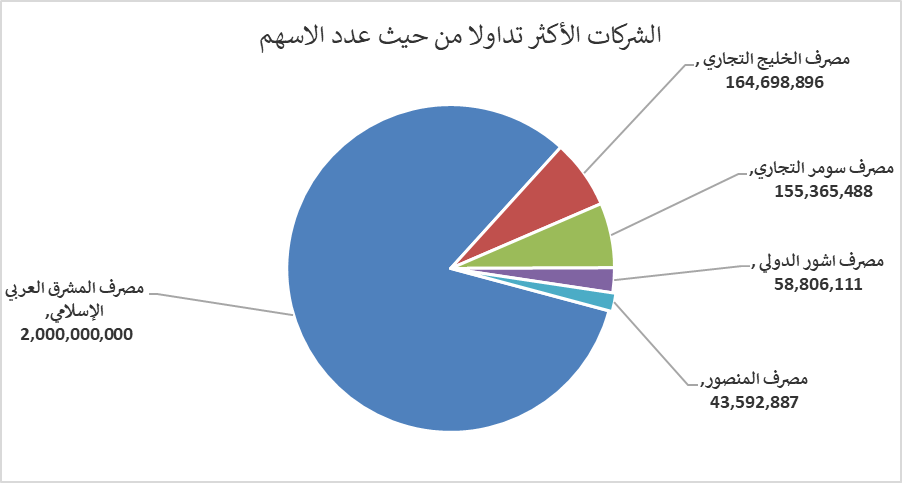 الشركات الأكثر تداولا من حيث عدد الاسهم
مصرف الخليج التجاري ,
164,698,896
مصرف سومر التجاري,
155,365,488
مصرف اشور الدولي ,
58,806,111
مصرف المنصور,
43,592,887
مصرف المشرق العربي
الإسلامي,
2,000,000,000